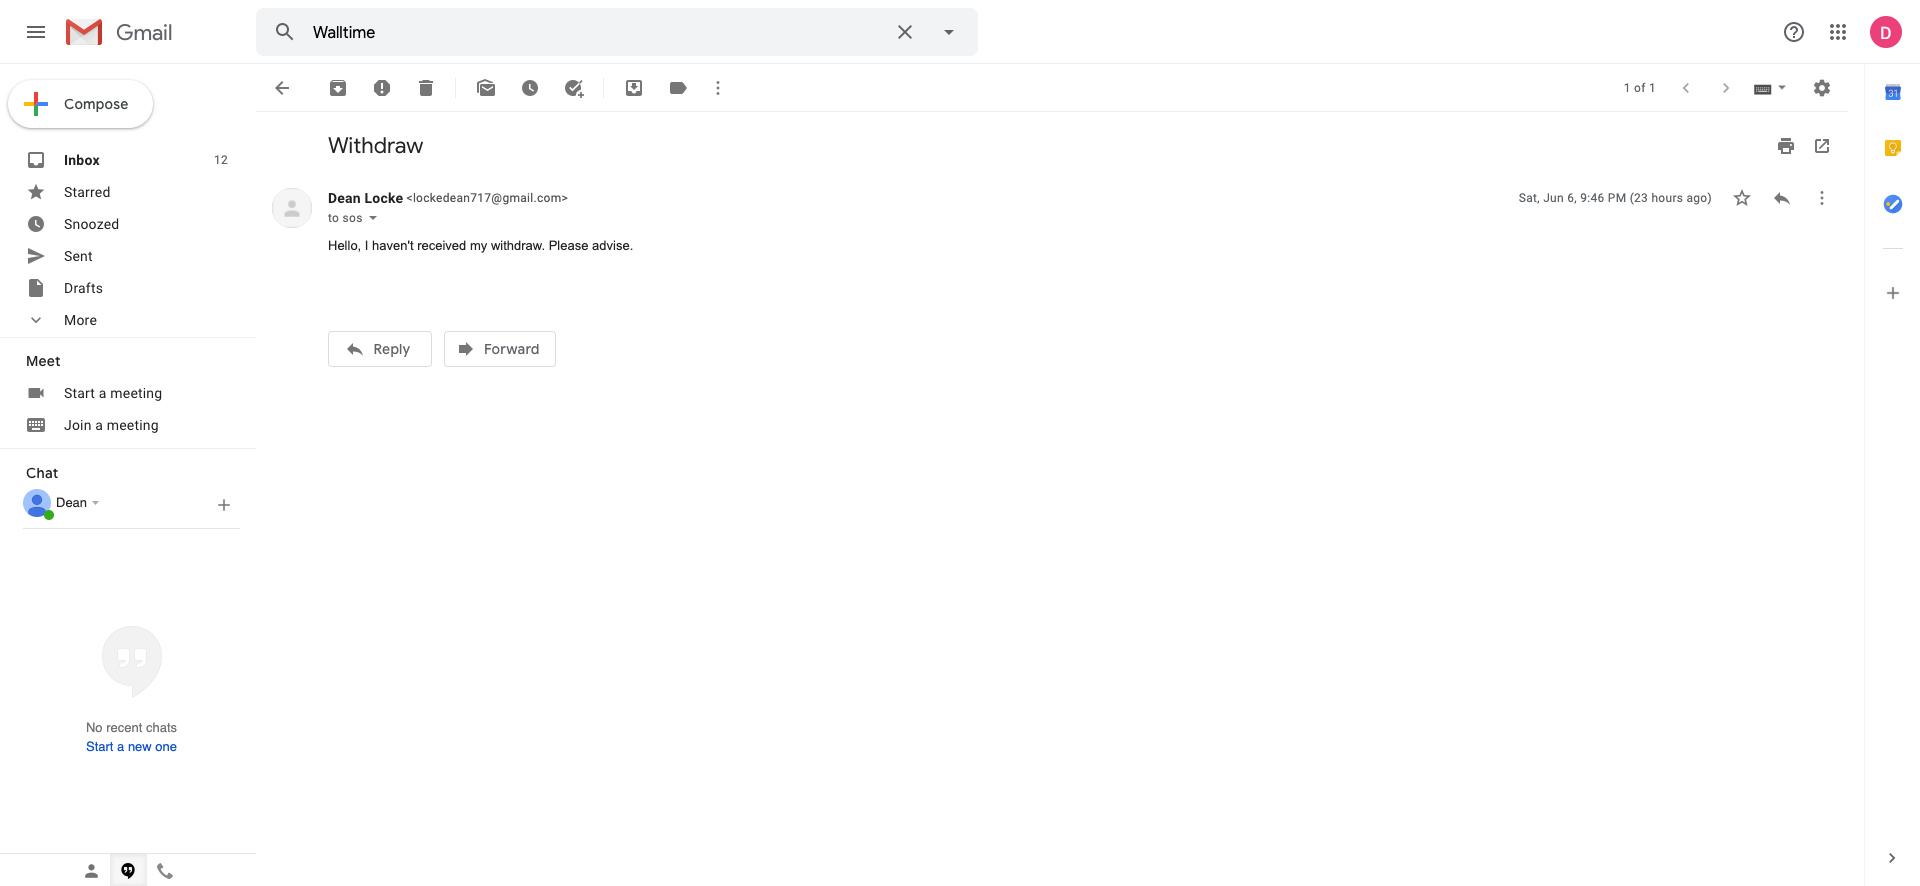 Gmail
Walltime
D
Compose
1 of 1
31
Inbox 12
Starred
Snoozed
Sent
Drafts
More
Withdraw
Dean Locke <lockedean717@gmail.com>
Sat, Jun 6, 9:46 PM (23 hours ago)
to sos
Hello, I haven't received my withdraw. Please advise.
Reply
Forward
Meet
Start a meeting
Join a meeting
Chat
Dean
No recent chats
Start a new one